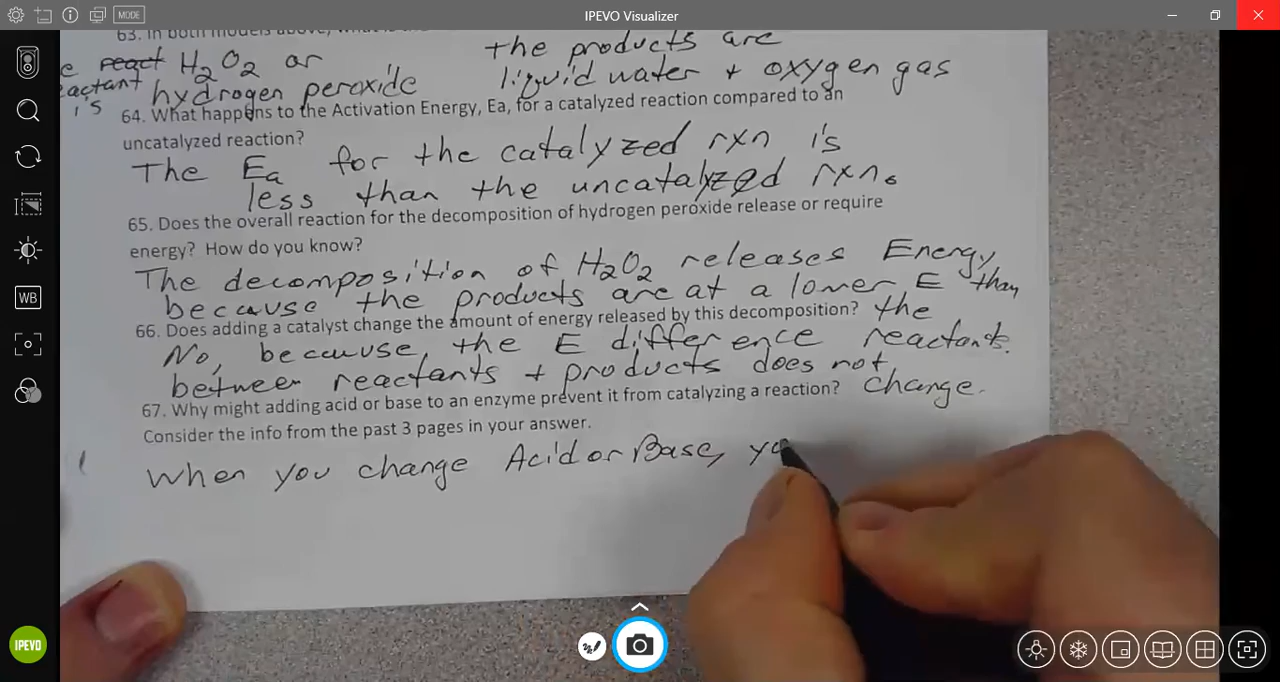 IPEVO Visualizer
MODE
63. In both models above, what is the
e react H2O2 or the products are
eactant hydrogen peroxide liquid water + oxygen gas
is
64. What happens to the Activation Energy, Ea, for a catalyzed reaction compared to an
uncatalyzed reaction?
The Ea for the catalyzed rxn is
less than the uncatalyzed rxn.
65. Does the overall reaction for the decomposition of hydrogen peroxide release or require
energy? How do you know?
The decomposition of H2O2 releases Energy
because the products are at a lower E than
66. Does adding a catalyst change the amount of energy released by this decomposition? the
No, because, the E difference reactants.
between reactants + products does not
67. Why might adding acid or base to an enzyme prevent it from catalyzing a reaction? change.
Consider the info from the past 3 pages in your answer.
When you change Acid or Base, yo
WB
IPEVO